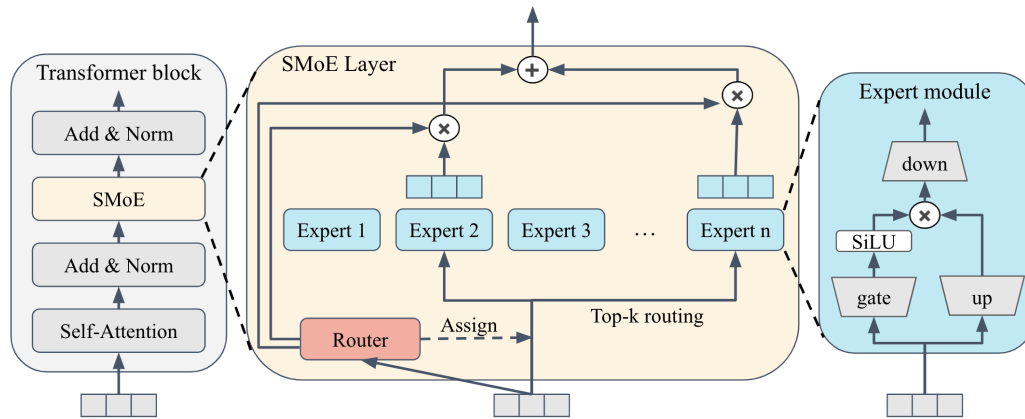 Transformer block
Add & Norm
SMoE
Add & Norm
Self-Attention
SMoE Layer
Expert 1
Expert 2
Expert 3
...
Expert n
Router
Assign
Top-k routing
Expert module
down
SiLU
gate
up